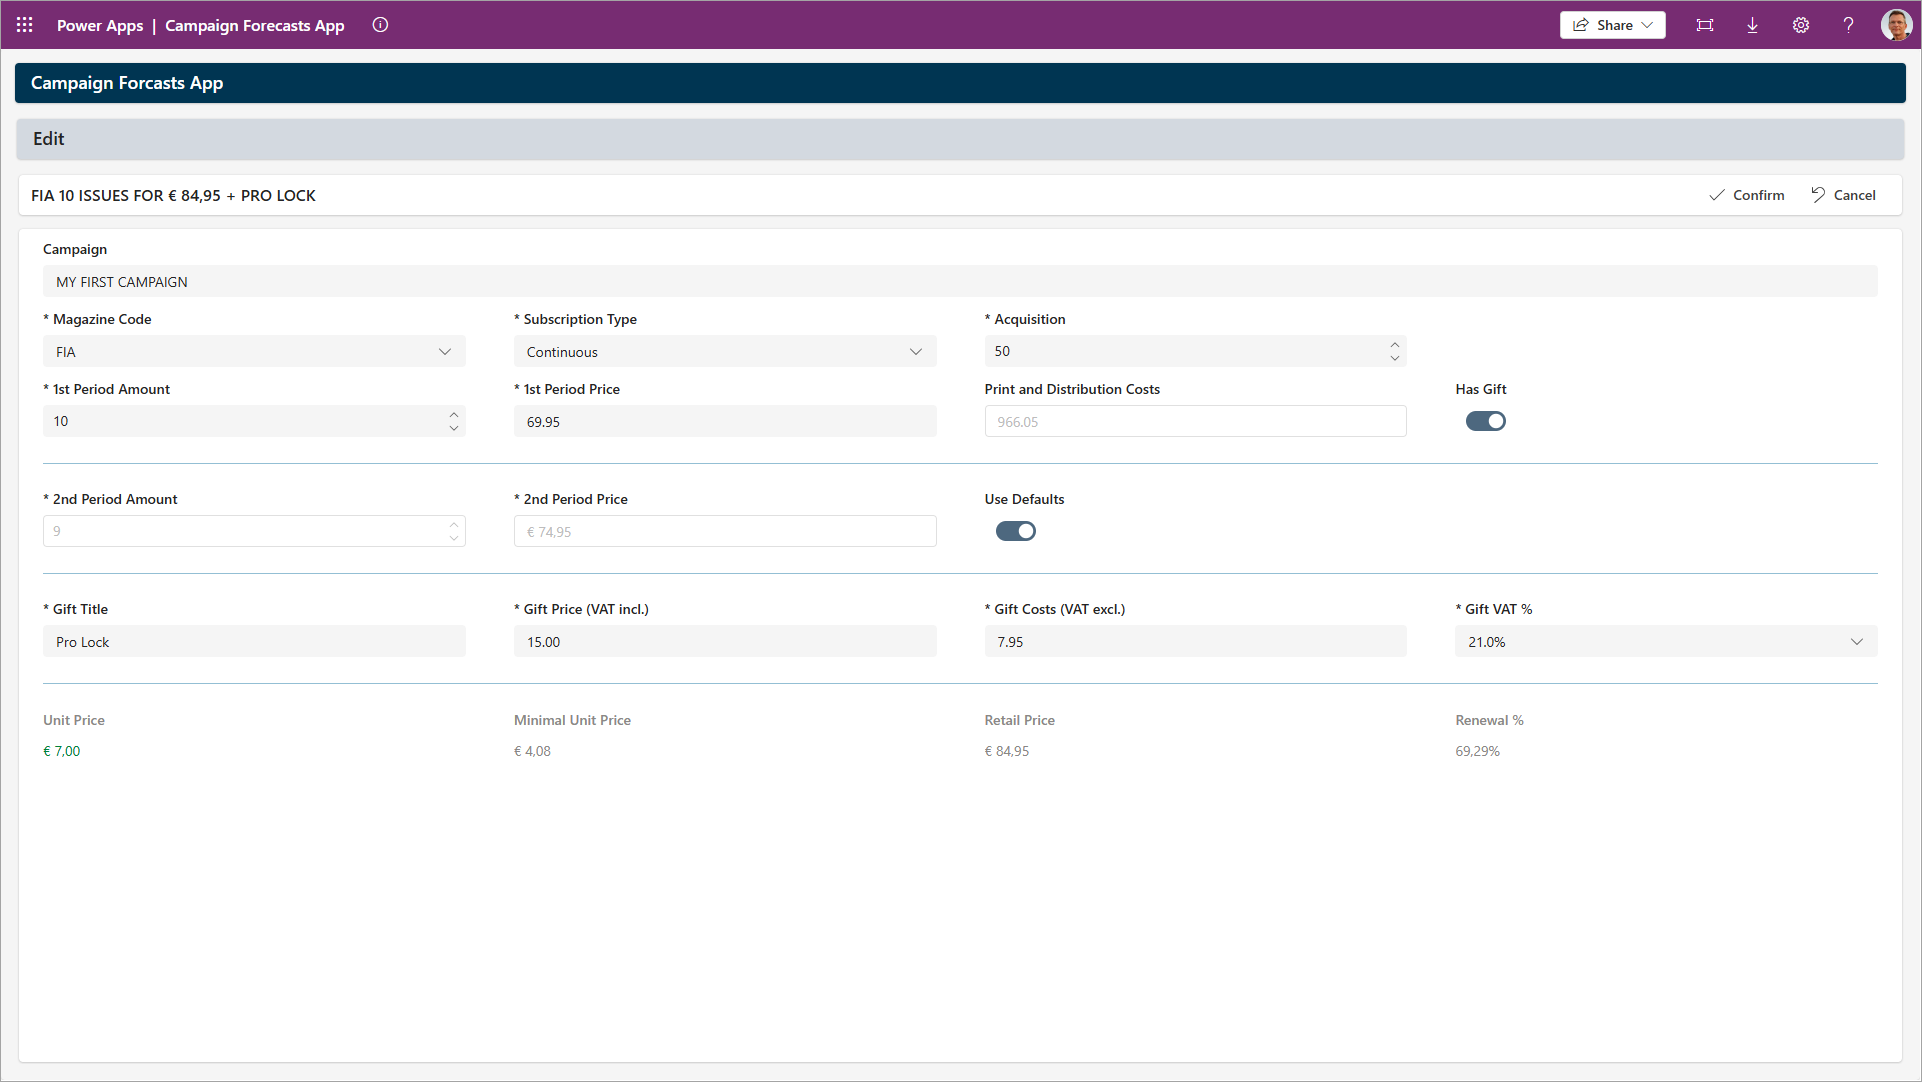 Power Apps | Campaign Forecasts App
Share
Campaign Forcasts App
Edit
FIA 10 ISSUES FOR € 84,95 + PRO LOCK
Confirm
Cancel
Campaign
MY FIRST CAMPAIGN
* Magazine Code
* Subscription Type
* Acquisition
FIA
Continuous
50
* 1st Period Amount
* 1st Period Price
Print and Distribution Costs
Has Gift
10
69.95
966.05
* 2nd Period Amount
* 2nd Period Price
Use Defaults
9
€ 74,95
* Gift Title
* Gift Price (VAT incl.)
* Gift Costs (VAT excl.)
* Gift VAT %
Pro Lock
15.00
7.95
21.0%
Unit Price
Minimal Unit Price
Retail Price
Renewal %
€ 7,00
€ 4,08
€ 84,95
69,29%